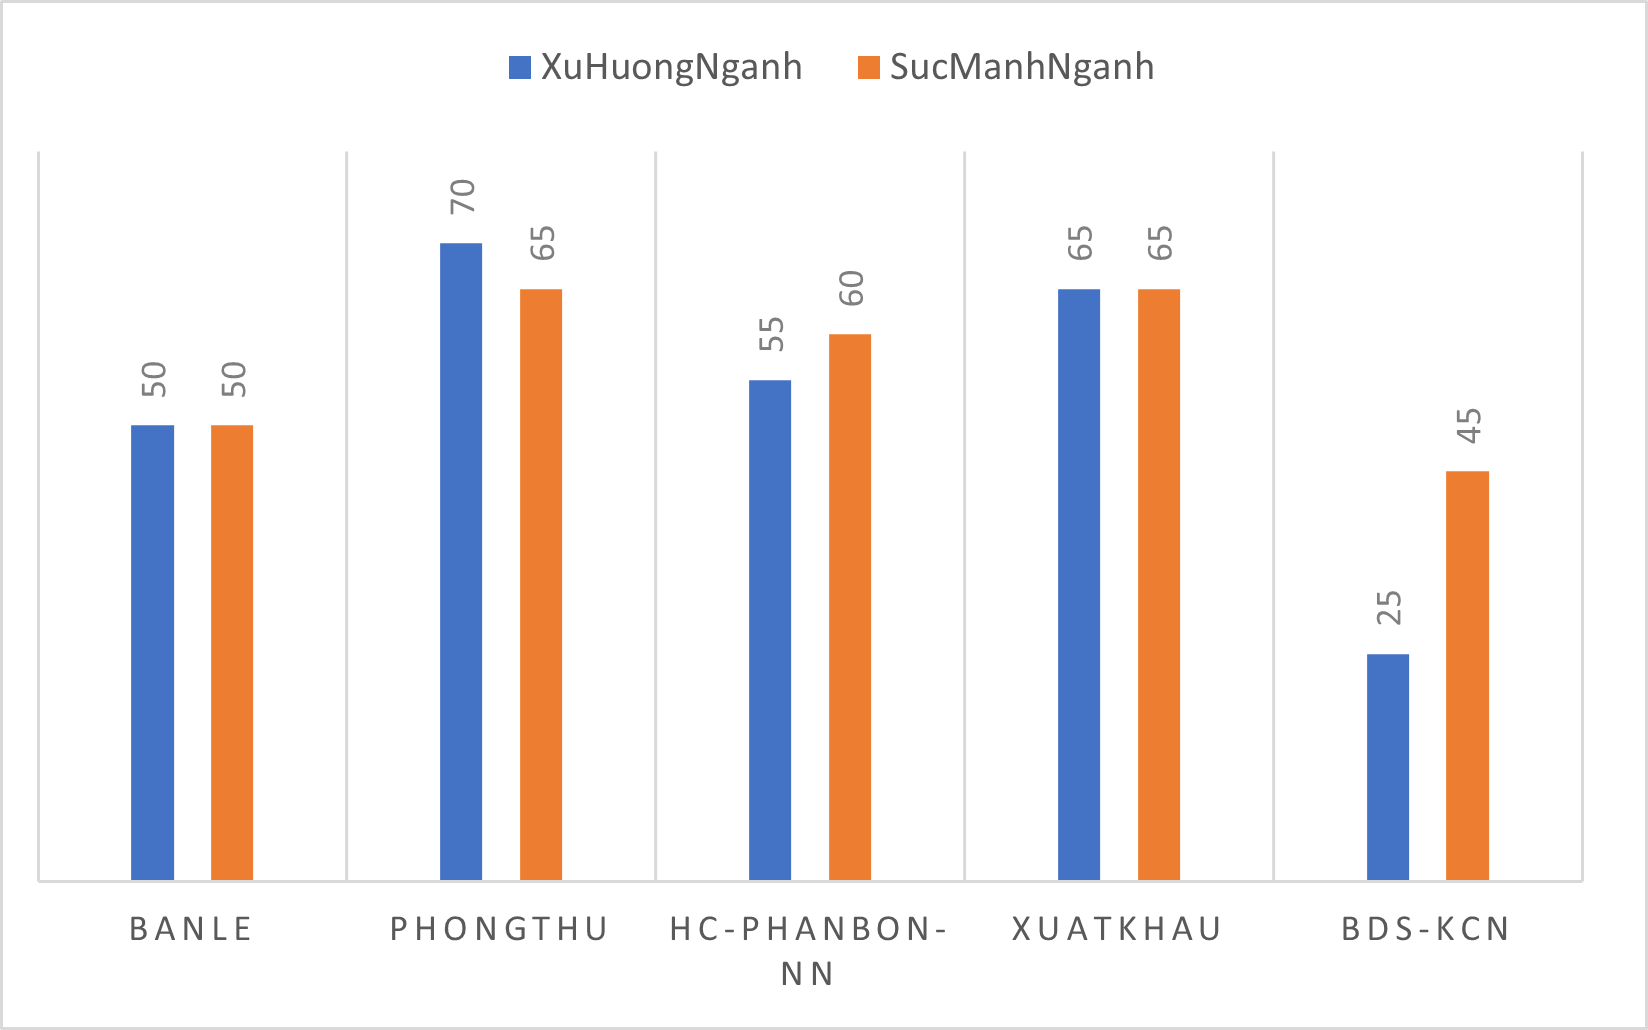 XuHuongNganh SucManhNganh
50 50 70 65 55 60 65 65 25 45
BANLE PHONGTHU HC-PHANBON- XUATKHAU BDS-KCN
NN